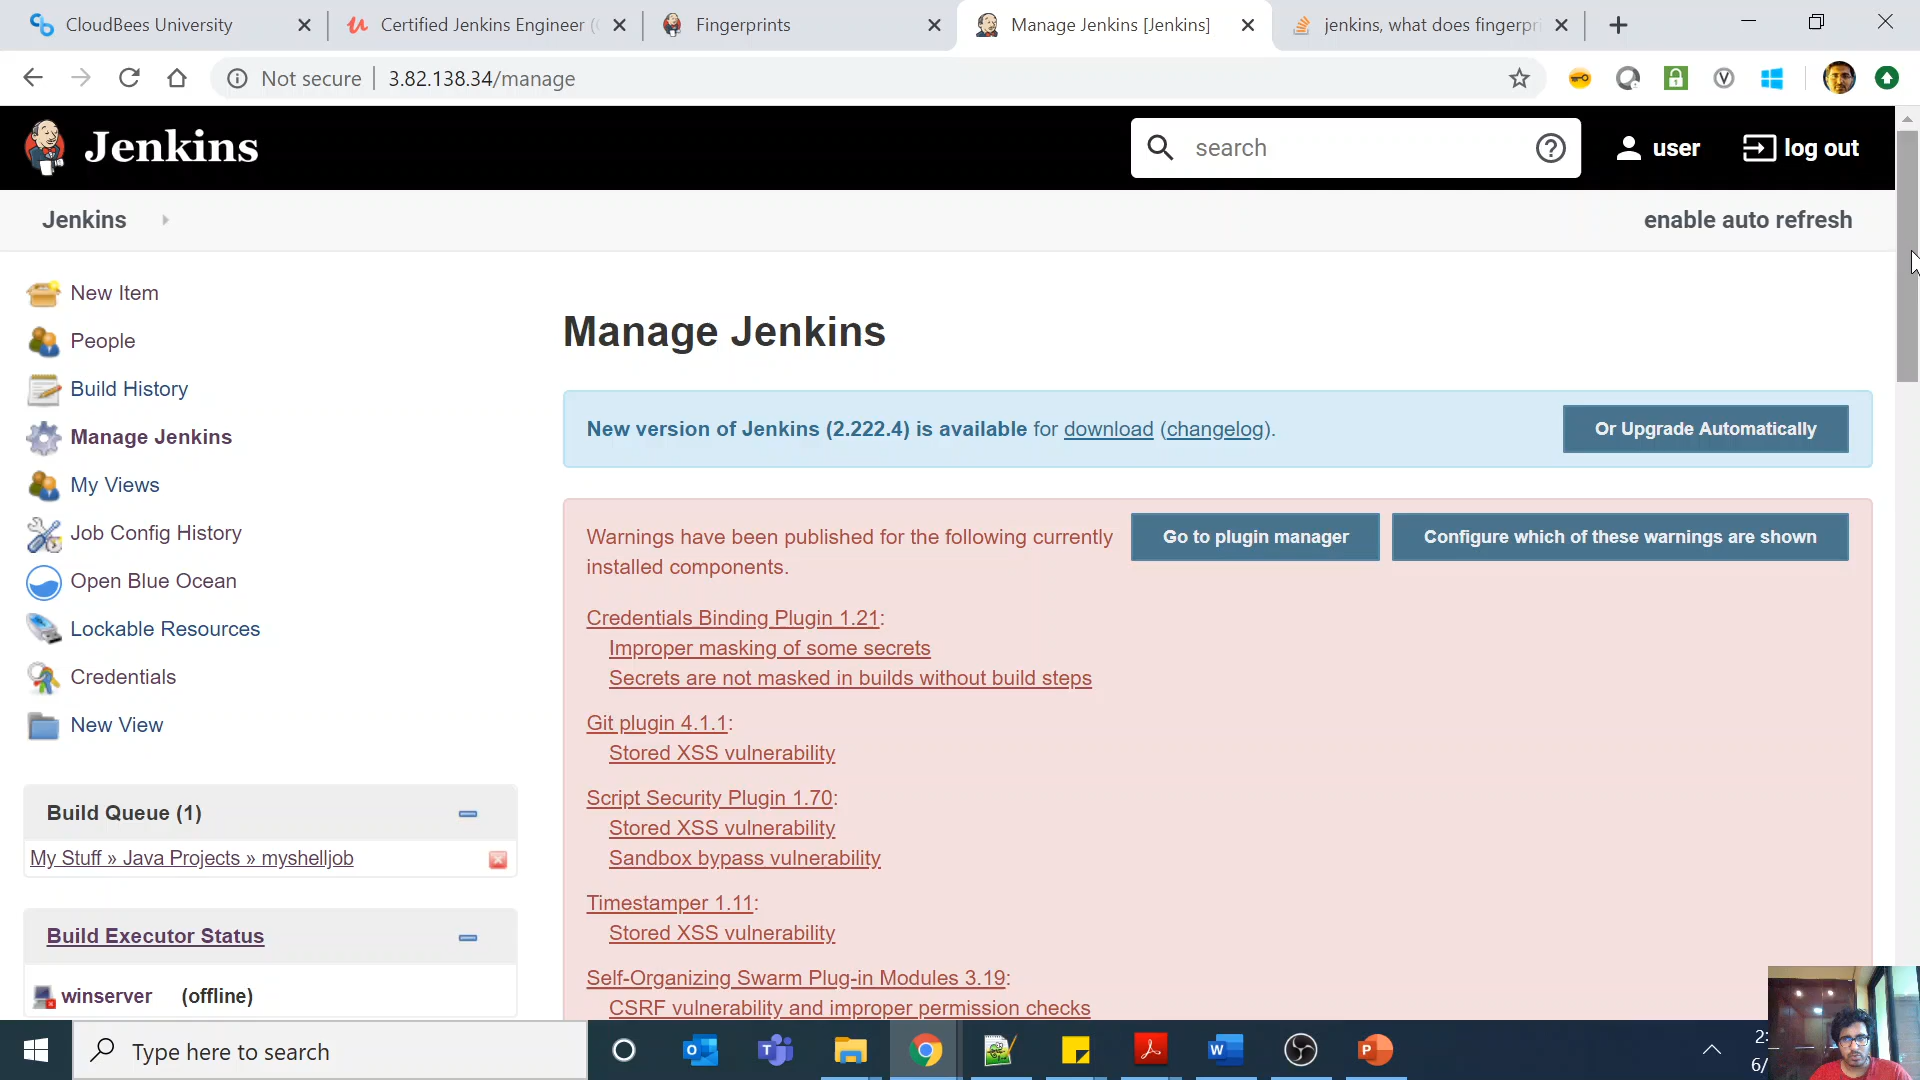 CloudBees University
Certified Jenkins Engineer (
Fingerprints
Manage Jenkins [Jenkins]
jenkins, what does fingerpri
Not secure
3.82.138.34/manage
Jenkins
search
user
log out
Jenkins
enable auto refresh
New Item
People
Build History
Manage Jenkins
My Views
Job Config History
Open Blue Ocean
Lockable Resources
Credentials
New View
Build Queue (1)
My Stuff » Java Projects » myshelljob
Build Executor Status
winserver (offline)
Manage Jenkins
New version of Jenkins (2.222.4) is available for download (changelog).
Or Upgrade Automatically
Warnings have been published for the following currently
installed components.
Go to plugin manager
Configure which of these warnings are shown
Credentials Binding Plugin 1.21:
Improper masking of some secrets
Secrets are not masked in builds without build steps
Git plugin 4.1.1:
Stored XSS vulnerability
Script Security Plugin 1.70:
Stored XSS vulnerability
Sandbox bypass vulnerability
Timestamper 1.11:
Stored XSS vulnerability
Self-Organizing Swarm Plug-in Modules 3.19:
CSRF vulnerability and improper permission checks
Type here to search
2:
6/